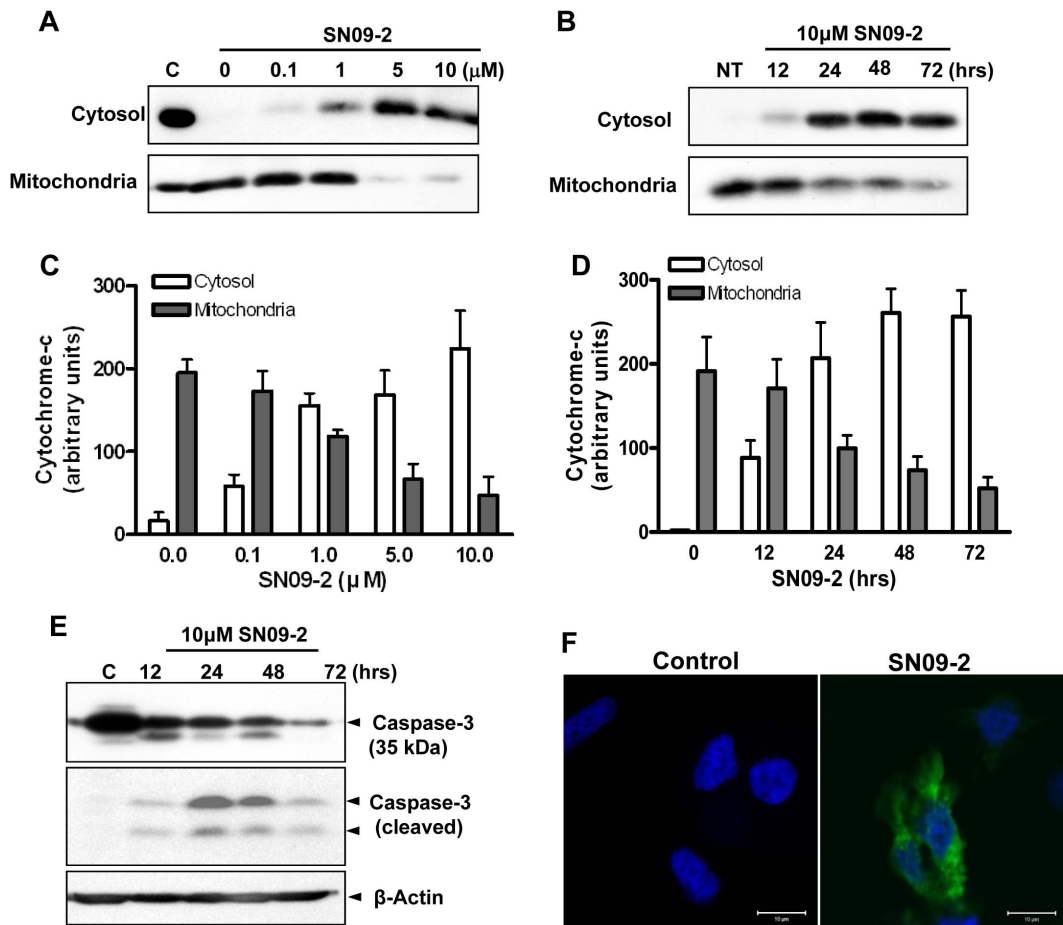 A
SN09-2
C 0 0.1 1 5 10 (µM)
Cytosol
Mitochondria
B
10µM SN09-2
NT 12 24 48 72 (hrs)
Cytosol
Mitochondria
C
Cytosol
Mitochondria
300
200
100
0
Cytochrome-c
(arbitrary units)
0.0 0.1 1.0 5.0 10.0
SN09-2 (µ M)
D
Cytosol
Mitochondria
300
200
100
0
Cytochrome-c
(arbitrary units)
0 12 24 48 72
SN09-2 (hrs)
E
10µM SN09-2
C 12 24 48 72 (hrs)
Caspase-3
(35 kDa)
Caspase-3
(cleaved)
β-Actin
F
Control
SN09-2
10 µm
10 µm